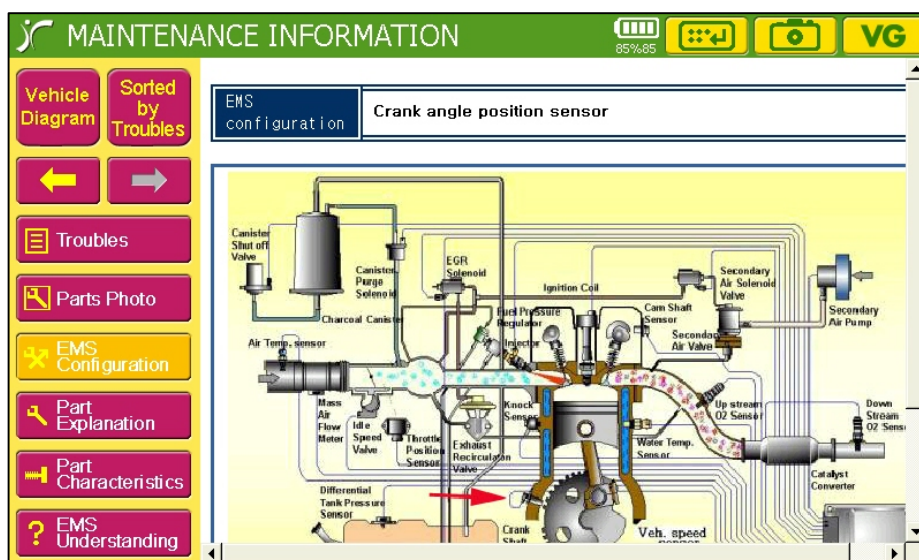 MAINTENANCE INFORMATION
85%85
VG
Vehicle
Diagram
Sorted
by
Troubles
Troubles
Parts Photo
EMS
Configuration
Part
Explanation
Part
Characteristics
EMS
Understanding
EMS
configuration
Crank angle position sensor
Canister
Shut off
Valve
Canister
Purge
Solenoid
EGR
Solenoid
Ignition Coil
Secondary
Air Solenoid
Valve
Charcoal Canister
Fuel Pressure
Regulator
Cam Shaft
Sensor
Secondary
Air Pump
Air Temp. sensor
Injector
Secondary
Air Valve
Mass
Air
Flow
Meter
Idle
Speed
Valve
Throttle
Position
Sensor
Knock
Sensor
Exhaust
Recirculatan
Valve
Up stream
O2 Sensor
Down
Stream
O2 Sens
Water Temp.
Sensor
Catalyst
Converter
Differential
Tank Pressure
Sensor
Crank
Shaft
Veh. speed